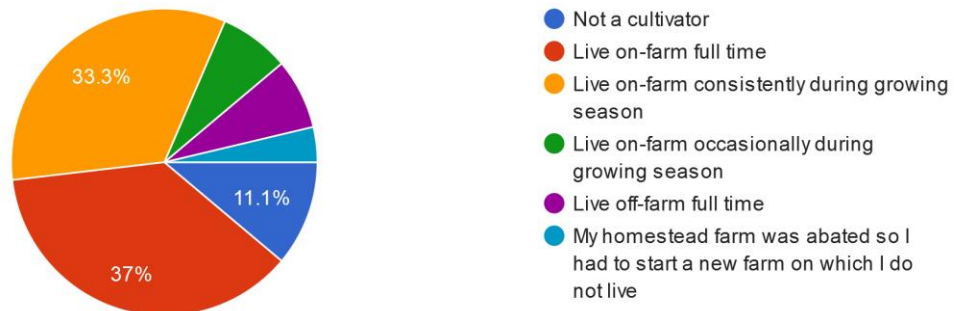 33.3%
11.1%
37%
Not a cultivator
Live on-farm full time
Live on-farm consistently during growing
season
Live on-farm occasionally during
growing season
Live off-farm full time
My homestead farm was abated so I
had to start a new farm on which I do
not live